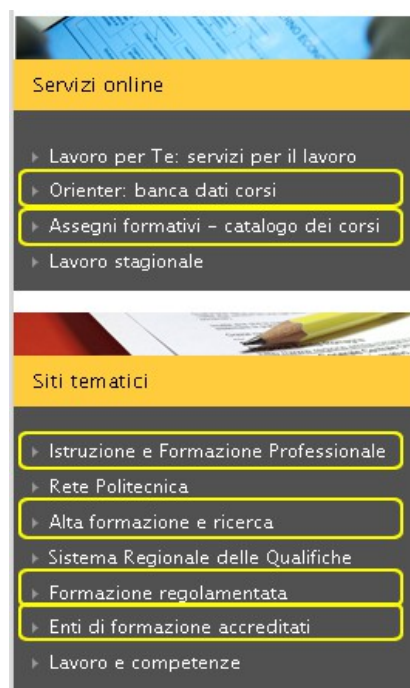 Servizi online
Lavoro per Te: servizi per il lavoro
Orienter: banca dati corsi
Assegni formativi - catalogo dei corsi
Lavoro stagionale
Siti tematici
Istruzione e Formazione Professionale
Rete Politecnica
Alta formazione e ricerca
Sistema Regionale delle Qualifiche
Formazione regolamentata
Enti di formazione accreditati
Lavoro e competenze